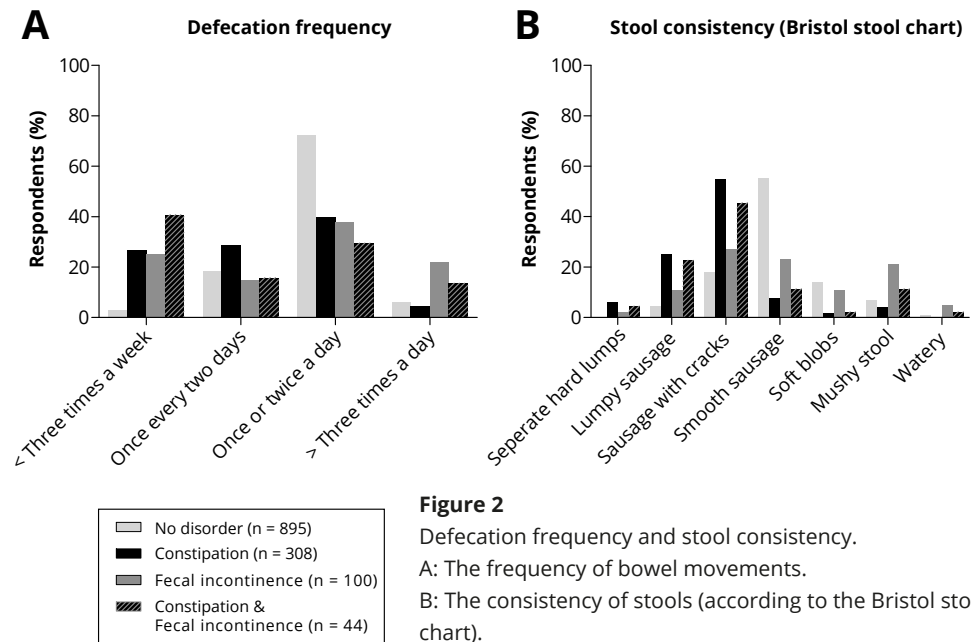 A
Defecation frequency
Respondents (%)
100
80
60
40
20
0
< Three times a week
Once every two days
Once or twice a day
> Three times a day
B
Stool consistency (Bristol stool chart)
Respondents (%)
100
80
60
40
20
0
Seperate hard lumps
Lumpy sausage
Sausage with cracks
Smooth sausage
Soft blobs
Mushy stool
Watery
No disorder (n = 895)
Constipation (n = 308)
Fecal incontinence (n = 100)
Constipation &
Fecal incontinence (n = 44)
Figure 2
Defecation frequency and stool consistency.
A: The frequency of bowel movements.
B: The consistency of stools (according to the Bristol sto
chart).